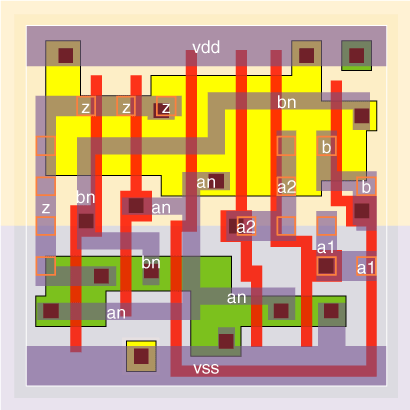 vdd
z z z bn
b
an a2 b
z bn an
a2
a1
bn a1
an
an
vss